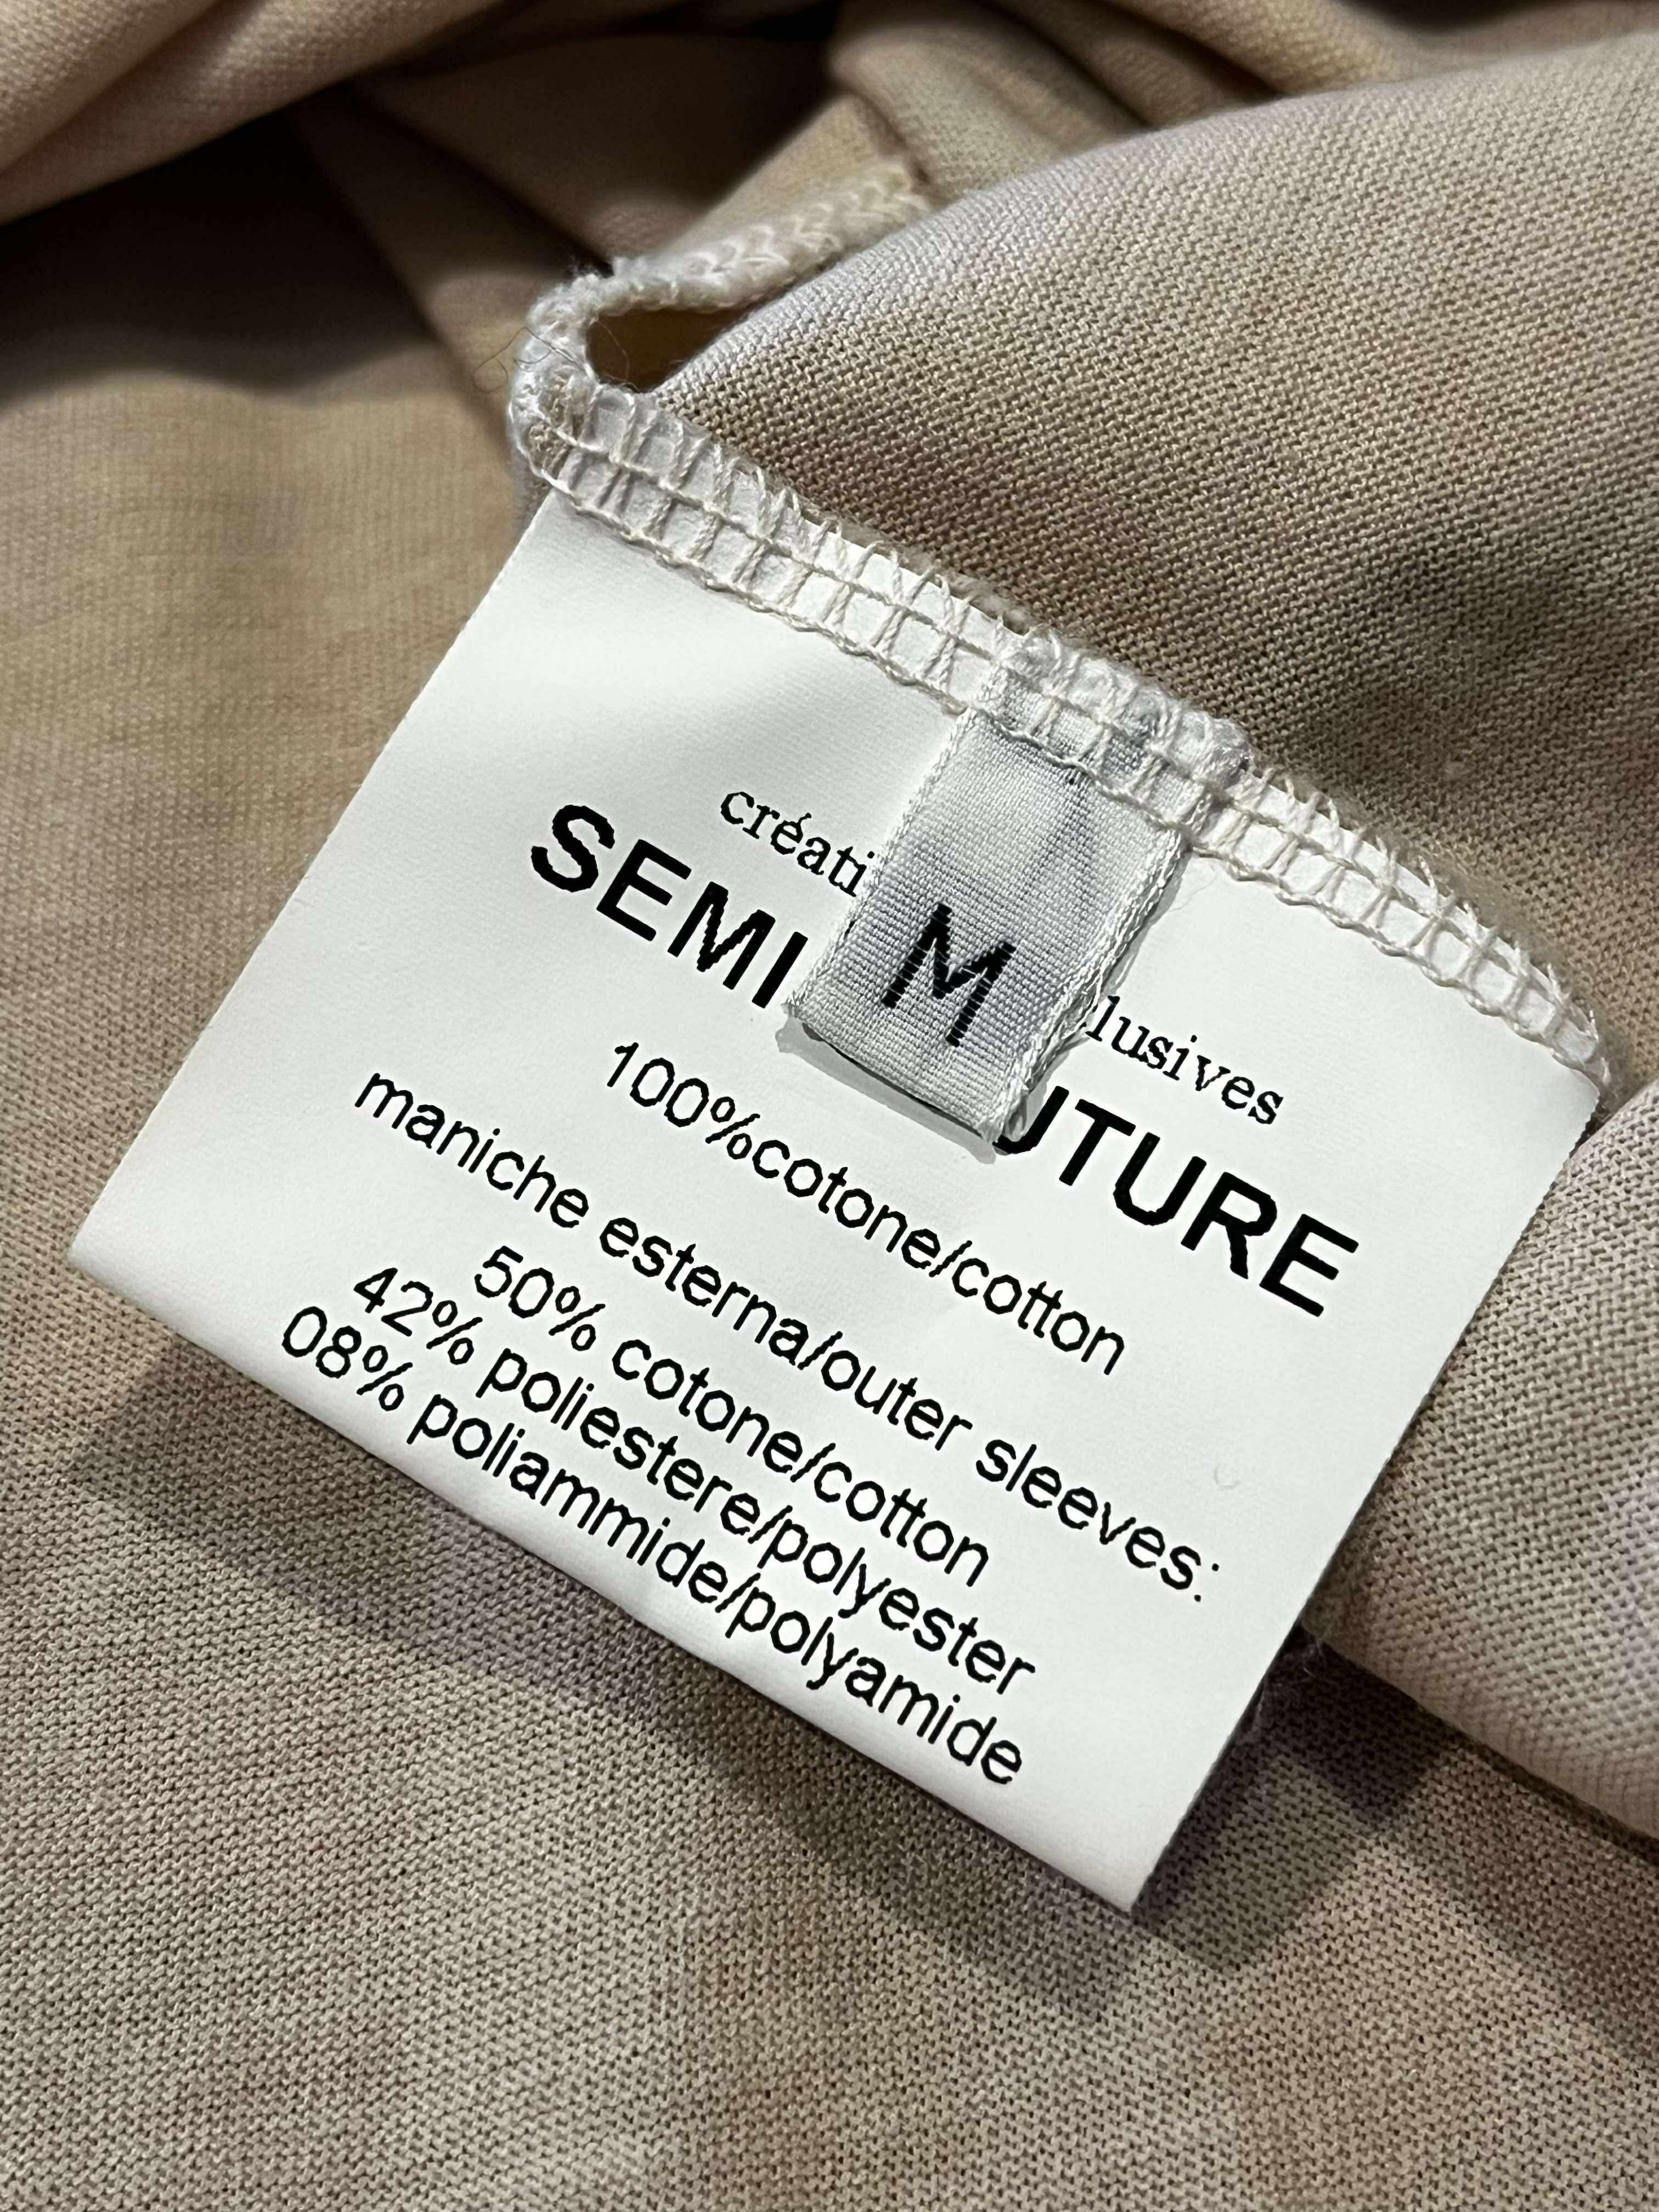 créati
lusives
SEMI
UTURE
M
100%cotone/cotton
maniche esterna/outer sleeves:
50% cotone/cotton
42% poliestere/polyester
08% poliammide/polyamide